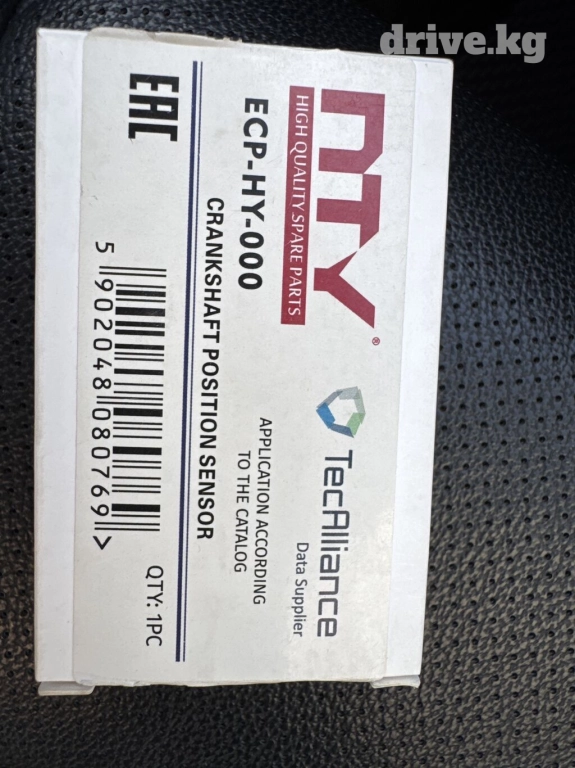 drive.kg
NTY®
HIGH QUALITY SPARE PARTS
TecAlliance
Data Supplier
ECP-HY-000
APPLICATION ACCORDING
TO THE CATALOG
CRANKSHAFT POSITION SENSOR
EAC
5 902048 080769 >
QTY: 1PC